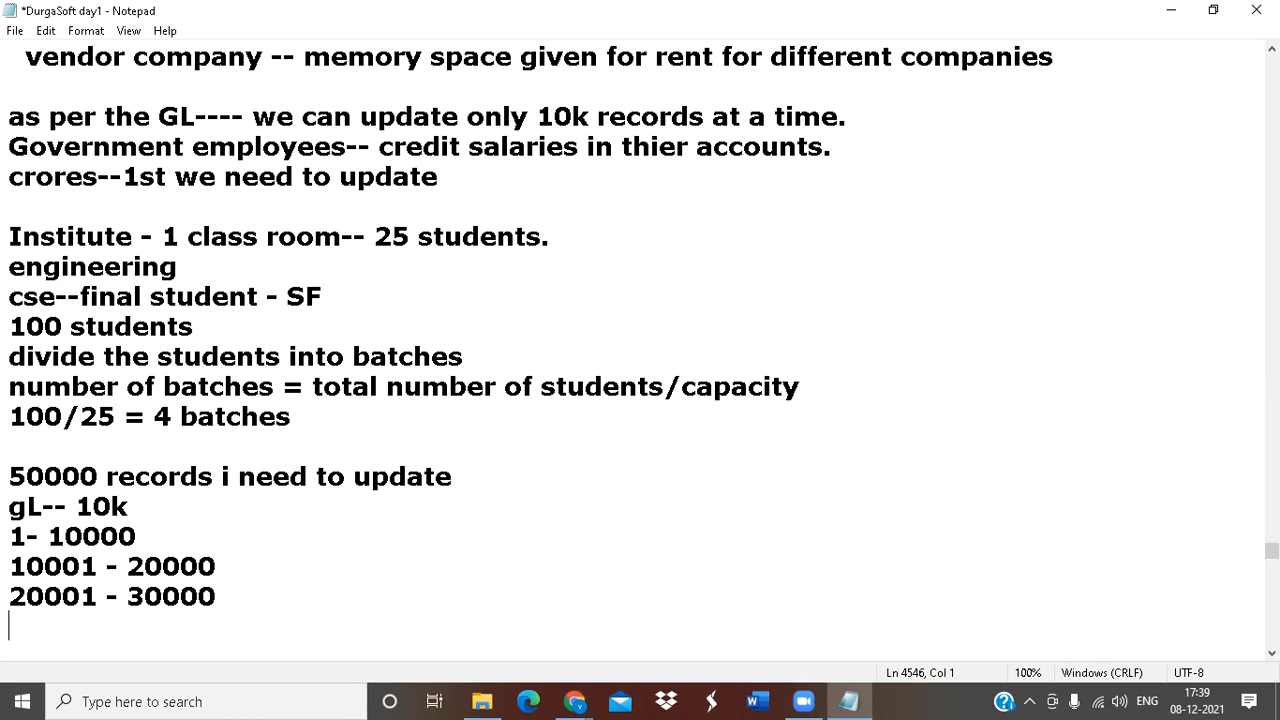 *DurgaSoft day1 - Notepad
File Edit Format View Help
vendor company -- memory space given for rent for different companies
as per the GL---- we can update only 10k records at a time.
Government employees-- credit salaries in thier accounts.
crores--1st we need to update
Institute - 1 class room-- 25 students.
engineering
cse--final student - SF
100 students
divide the students into batches
number of batches = total number of students/capacity
100/25 = 4 batches
50000 records i need to update
gL-- 10k
1- 10000
10001 - 20000
20001 - 30000
Ln 4546, Col 1 100% Windows (CRLF) UTF-8
Type here to search
ENG
17:39
08-12-2021